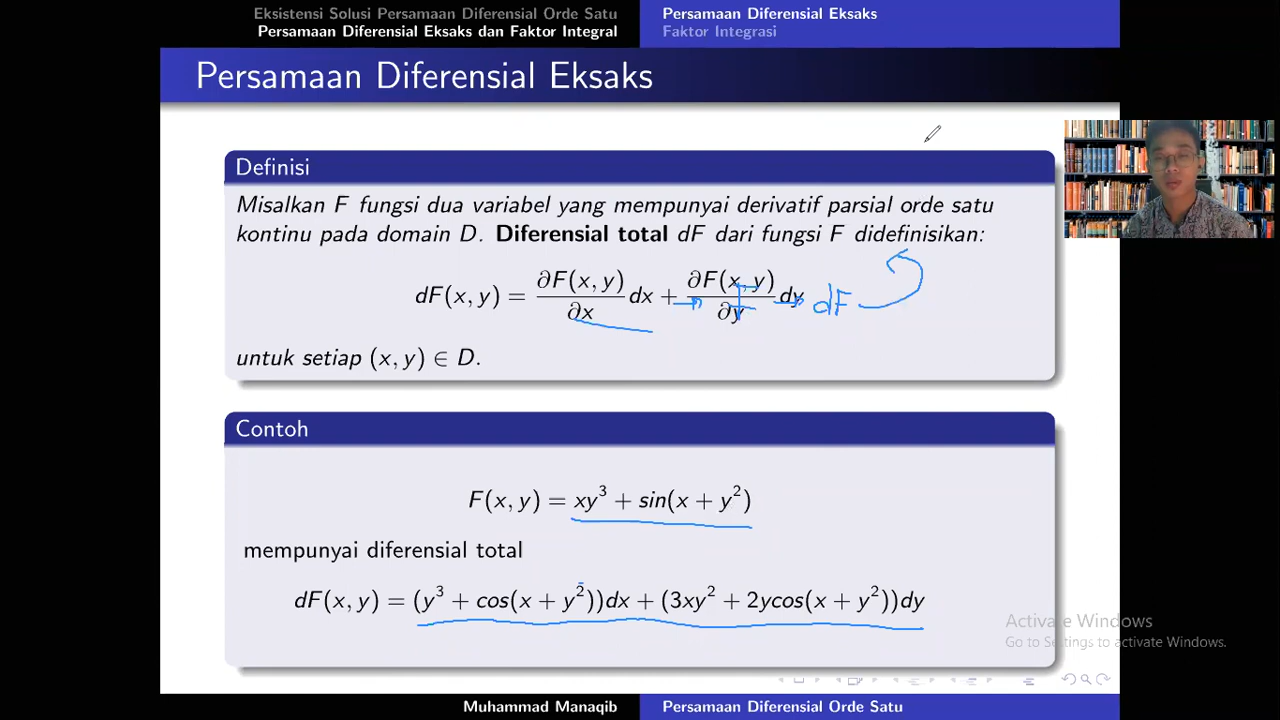 Eksistensi Solusi Persamaan Diferensial Orde Satu
Persamaan Diferensial Eksaks dan Faktor Integral
Persamaan Diferensial Eksaks
Faktor Integrasi
Persamaan Diferensial Eksaks
Definisi
Misalkan F fungsi dua variabel yang mempunyai derivatif parsial orde satu
kontinu pada domain D. Diferensial total dF dari fungsi F didefinisikan:
dF(x, y) = ∂F(x, y)/∂x dx + ∂F(x, y)/∂y dy dF
untuk setiap (x, y) ∈ D.
Contoh
F(x, y) = xy³ + sin(x + y²)
mempunyai diferensial total
dF(x, y) = (y³ + cos(x + y²))dx + (3xy² + 2ycos(x + y²))dy
Activate Windows
Go to Settings to activate Windows.
Muhammad Manaqib
Persamaan Diferensial Orde Satu